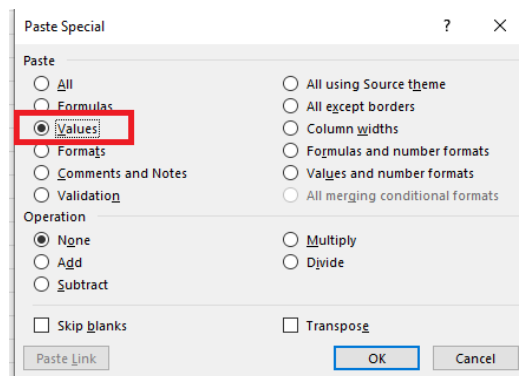 Paste Special ? ×
Paste
All
Formulas
Values
Formats
Comments and Notes
Validation
All using Source theme
All except borders
Column widths
Formulas and number formats
Values and number formats
All merging conditional formats
Operation
None
Add
Subtract
Multiply
Divide
Skip blanks
Transpose
Paste Link
OK
Cancel